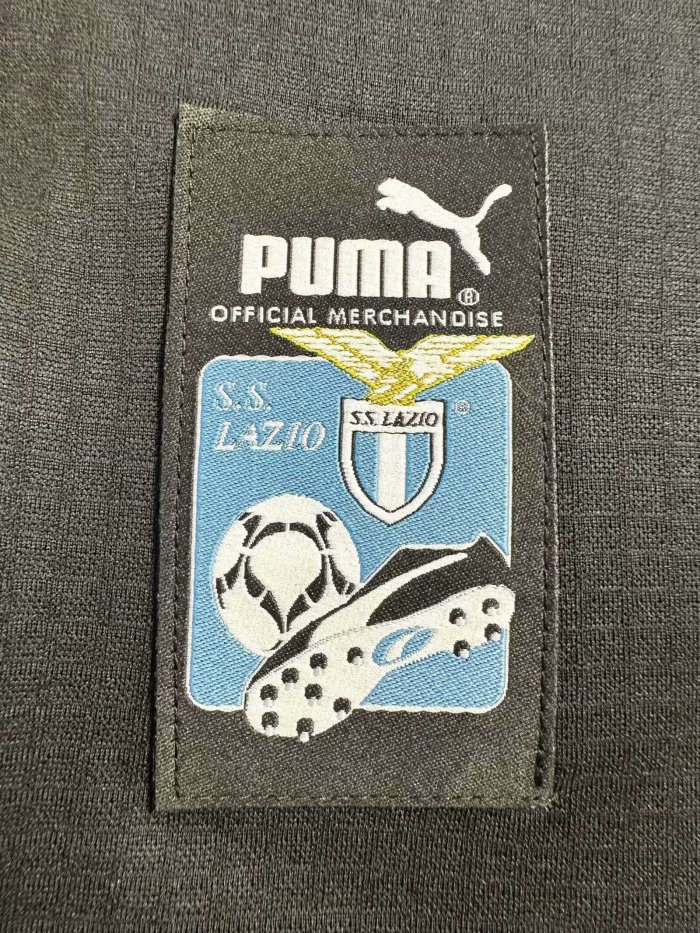 PUMA®
OFFICIAL MERCHANDISE
S.S.
LAZIO
S.S. LAZIO
®